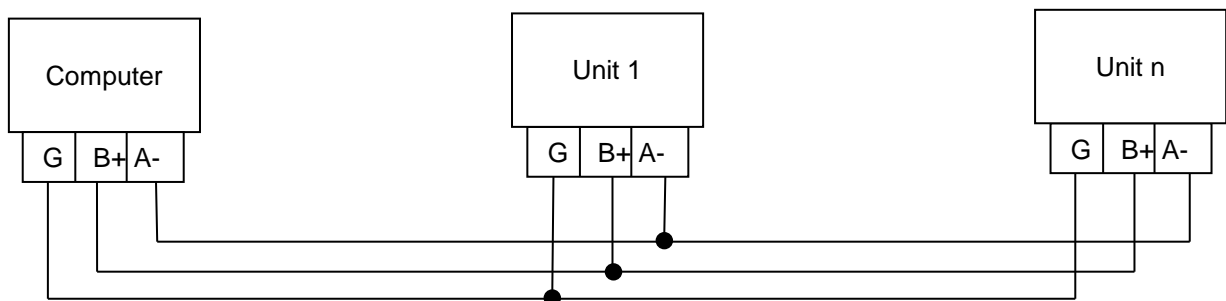 Computer
Unit 1
Unit n
G B+ A-
G B+ A-
G B+ A-